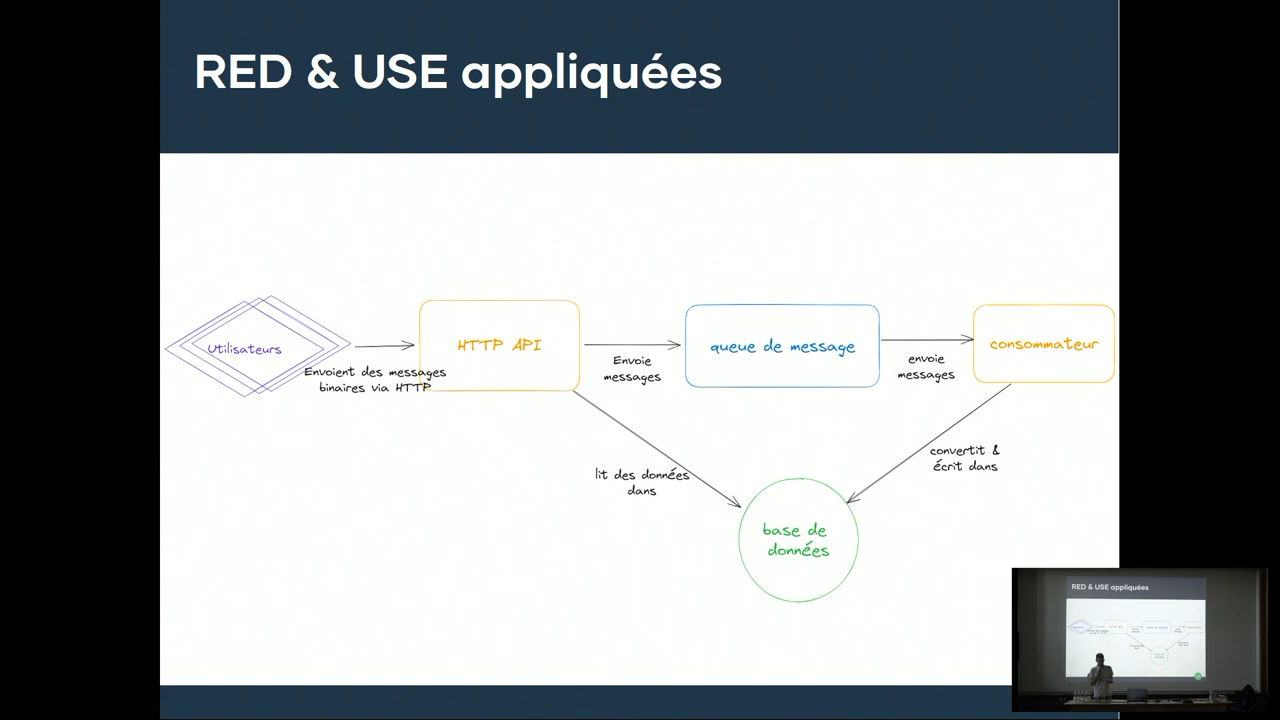 RED & USE appliquées
Utilisateurs
Envoient des messages
binaires via HTTP
HTTP API
Envoie
messages
queue de message
envoie
messages
consommateur
lit des données
dans
convertit &
écrit dans
base de
données
RED & USE appliquées